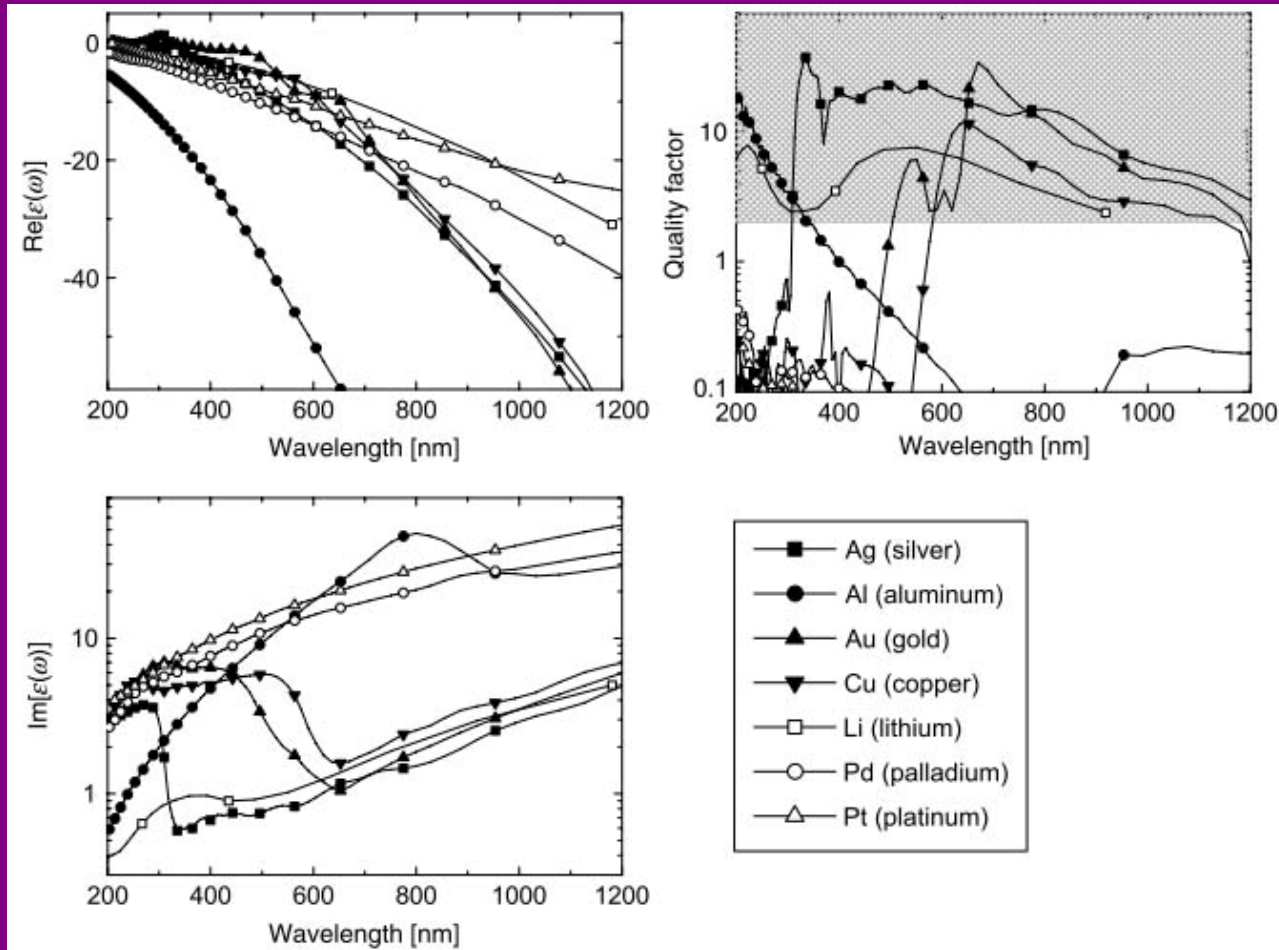 0
-20
-40
Re[ε(ω)]
200 400 600 800 1000 1200
Wavelength [nm]
10
1
0.1
Quality factor
200 400 600 800 1000 1200
Wavelength [nm]
10
1
Im[ε(ω)]
200 400 600 800 1000 1200
Wavelength [nm]
Ag (silver)
Al (aluminum)
Au (gold)
Cu (copper)
Li (lithium)
Pd (palladium)
Pt (platinum)